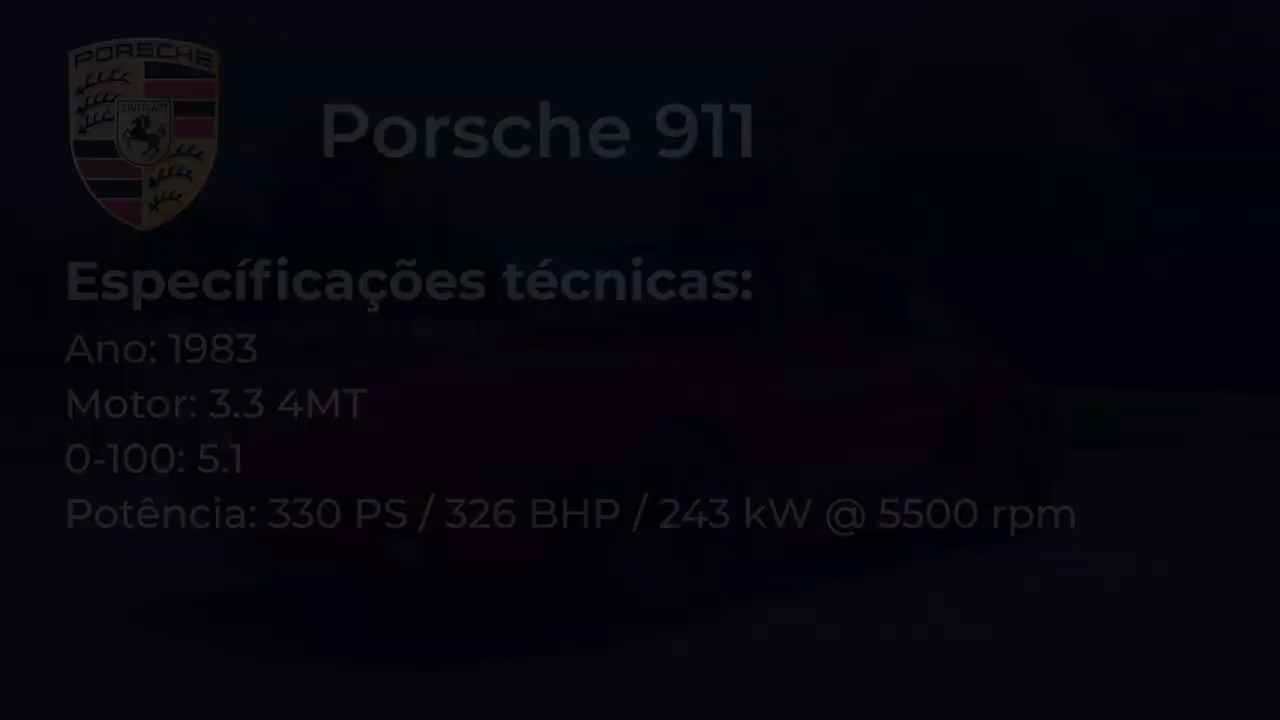 PORSCHE
STUTTGART
Porsche 911
Específicações técnicas:
Ano: 1983
Motor: 3.3 4MT
0-100: 5.1
Potência: 330 PS / 326 BHP / 243 kW @ 5500 rpm